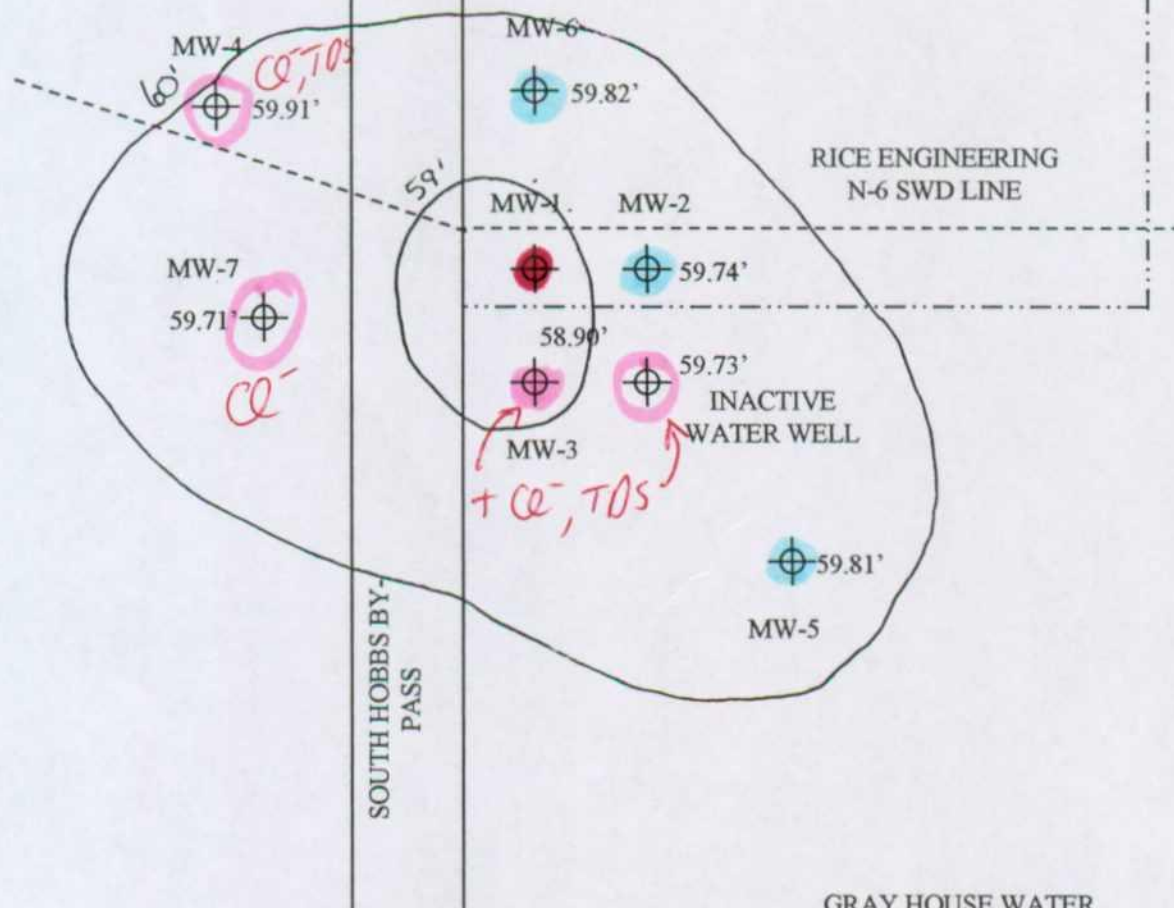 MW-4
Cl⁻, TDS
60'
59.91'
MW-6
59.82'
RICE ENGINEERING
N-6 SWD LINE
59'
MW-1
MW-2
59.74'
MW-7
59.71'
Cl⁻
58.90'
59.73'
INACTIVE
WATER WELL
MW-3
+ Cl⁻, TDS
59.81'
MW-5
SOUTH HOBBS BY-
PASS
GRAY HOUSE WATER